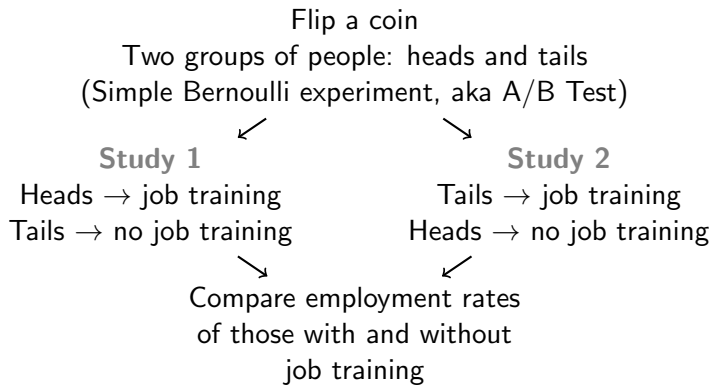 Flip a coin
Two groups of people: heads and tails
(Simple Bernoulli experiment, aka A/B Test)
Study 1
Heads → job training
Tails → no job training
Study 2
Tails → job training
Heads → no job training
Compare employment rates
of those with and without
job training